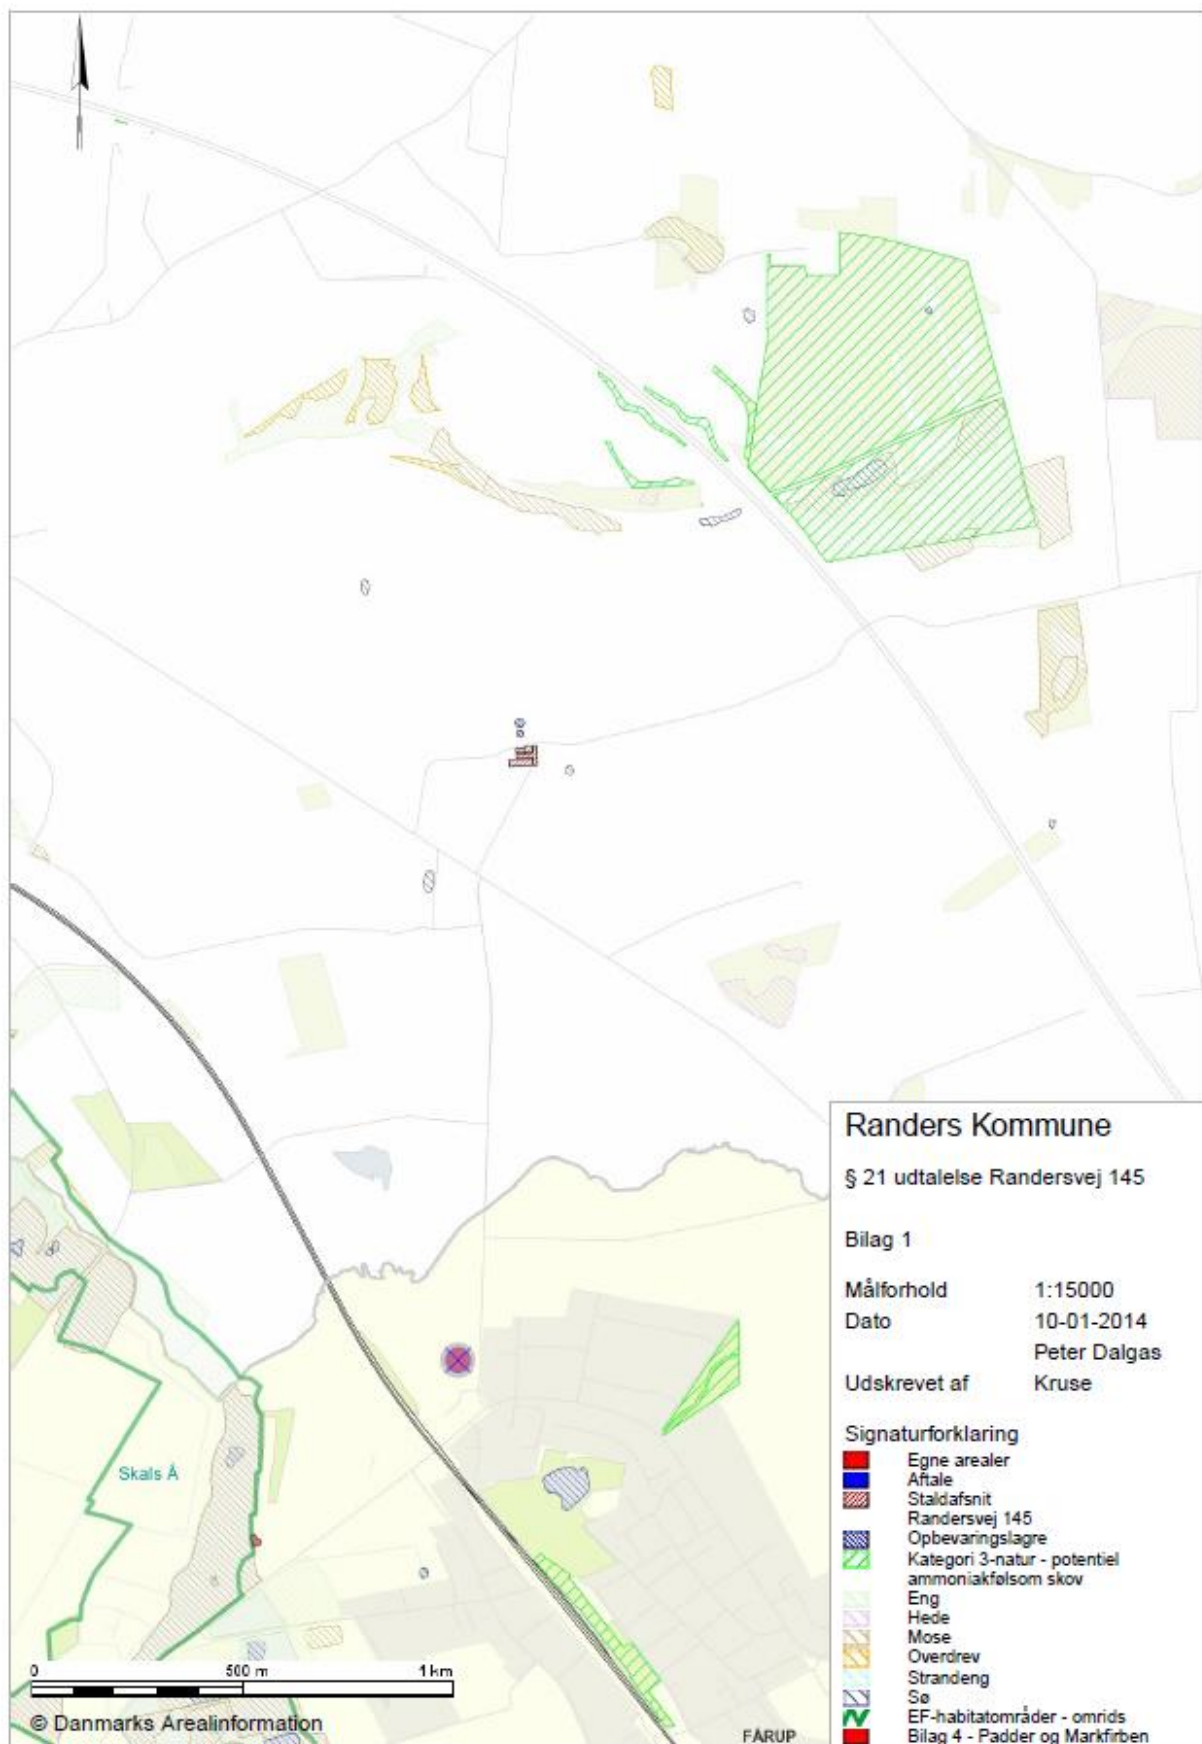 Randers Kommune
§ 21 udtalelse Randersvej 145
Bilag 1
Målforhold 1:15000
Dato 10-01-2014
Peter Dalgas
Udskrevet af Kruse
Signaturforklaring
Egne arealer
Aftale
Staldafsnit
Randersvej 145
Opbevaringslagre
Kategori 3-natur - potentiel
ammoniakfølsom skov
Eng
Hede
Mose
Overdrev
Strandeng
Sø
EF-habitatområder - omrids
Bilag 4 - Padder og Markfirben
Skals Å
0 500 m 1 km
© Danmarks Arealinformation
FÅRUP